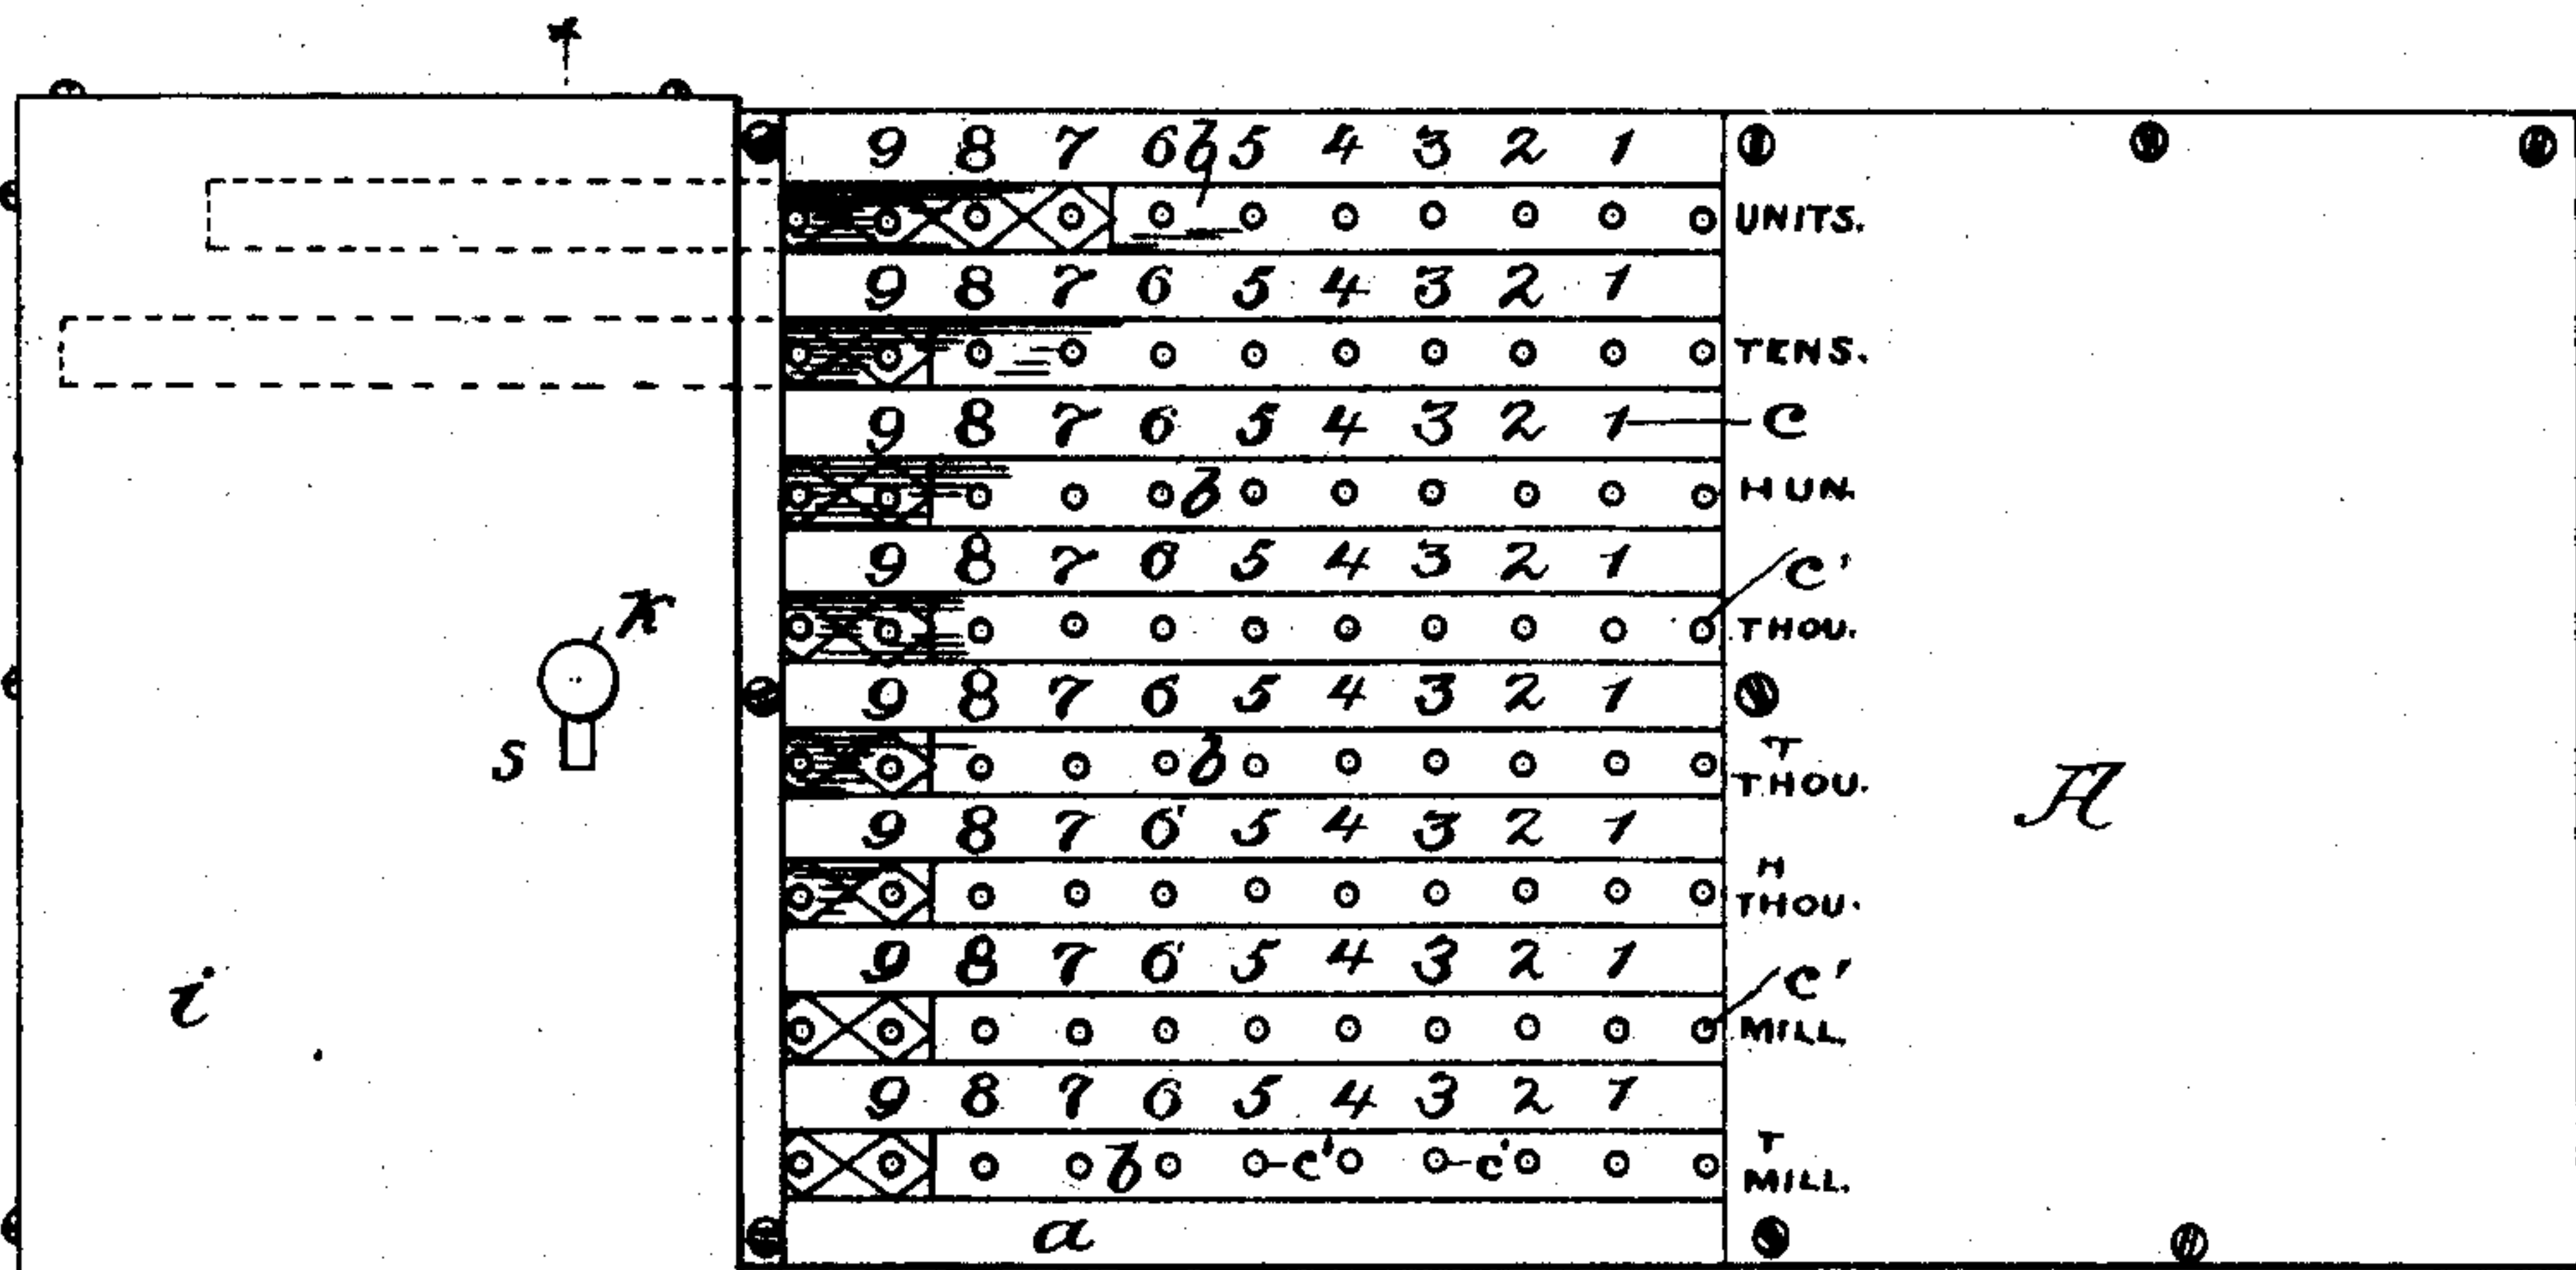 *
9 8 7 6 b 5 4 3 2 1
UNITS.
9 8 7 6 5 4 3 2 1
TENS.
9 8 7 6 5 4 3 2 1 c
b HUN.
9 8 7 6 5 4 3 2 1 c'
K
THOU.
9 8 7 6 5 4 3 2 1
S b T
THOU.
A
9 8 7 6 5 4 3 2 1
H
THOU.
9 8 7 6 5 4 3 2 1 c'
i
MILL.
9 8 7 6 5 4 3 2 1
b c' c' T
MILL.
a